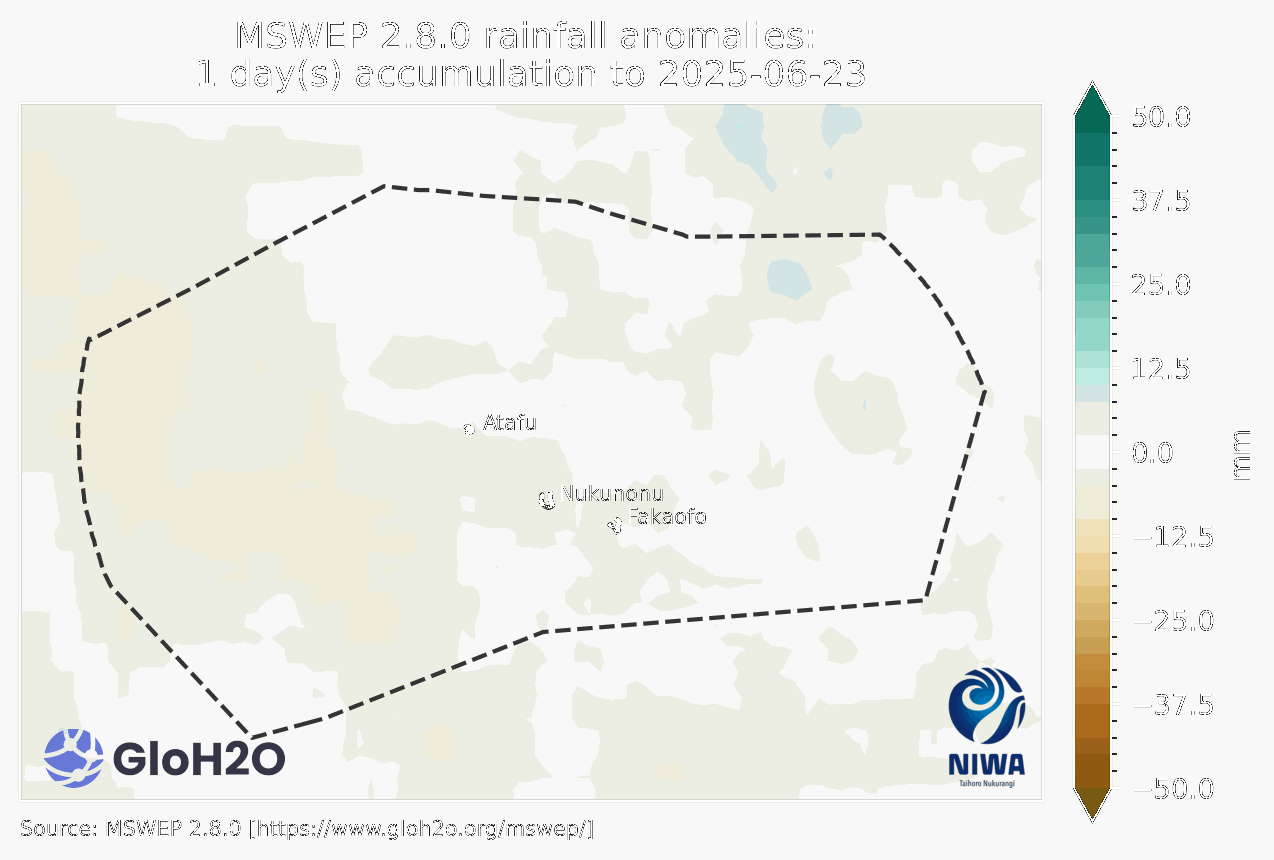 MSWEP 2.8.0 rainfall anomalies:
1 day(s) accumulation to 2025-06-23
50.0
37.5
25.0
12.5
0.0
−12.5
−25.0
−37.5
−50.0
mm
Atafu
Nukunonu
Fakaofo
GloH2O
NIWA
Taihoro Nukurangi
Source: MSWEP 2.8.0 [https://www.gloh2o.org/mswep/]